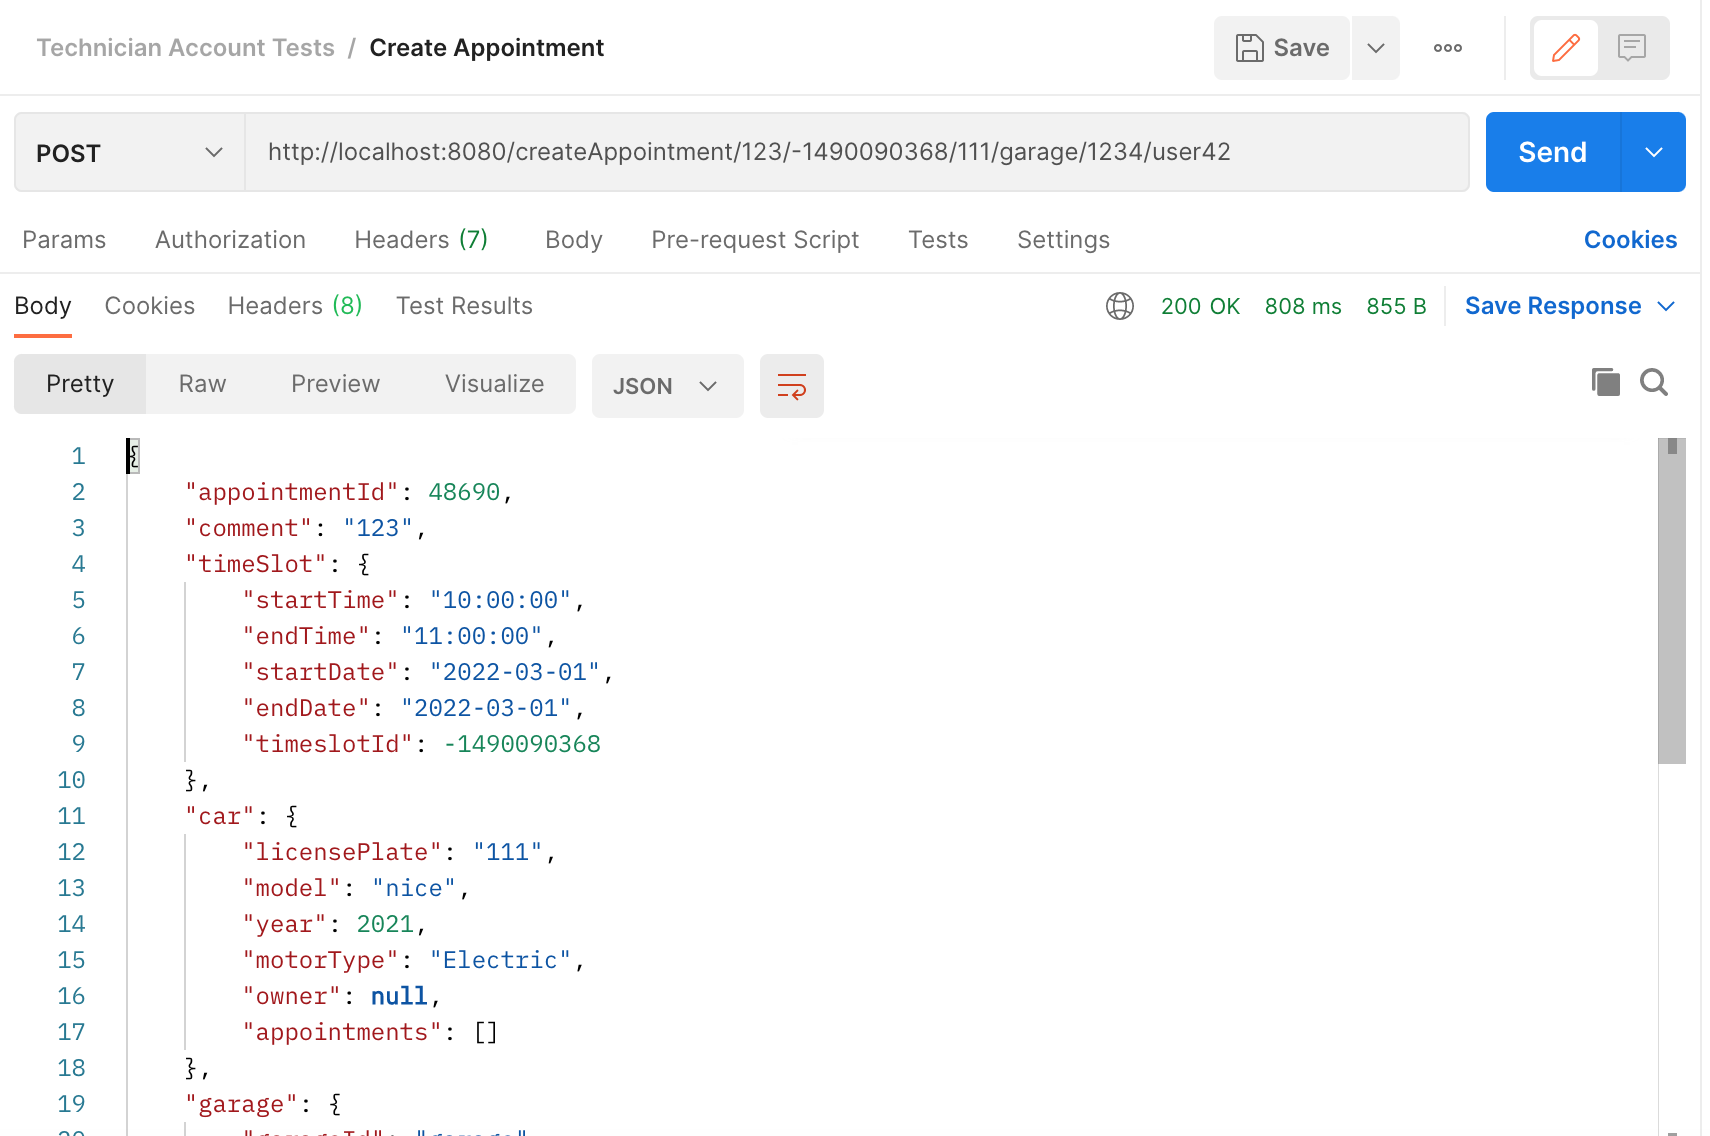 Technician Account Tests / Create Appointment
Save
POST
http://localhost:8080/createAppointment/123/-1490090368/111/garage/1234/user42
Send
Params Authorization Headers (7) Body Pre-request Script Tests Settings Cookies
Body Cookies Headers (8) Test Results 200 OK 808 ms 855 B Save Response
Pretty Raw Preview Visualize JSON
1 {
2 "appointmentId": 48690,
3 "comment": "123",
4 "timeSlot": {
5 "startTime": "10:00:00",
6 "endTime": "11:00:00",
7 "startDate": "2022-03-01",
8 "endDate": "2022-03-01",
9 "timeslotId": -1490090368
10 },
11 "car": {
12 "licensePlate": "111",
13 "model": "nice",
14 "year": 2021,
15 "motorType": "Electric",
16 "owner": null,
17 "appointments": []
18 },
19 "garage": {